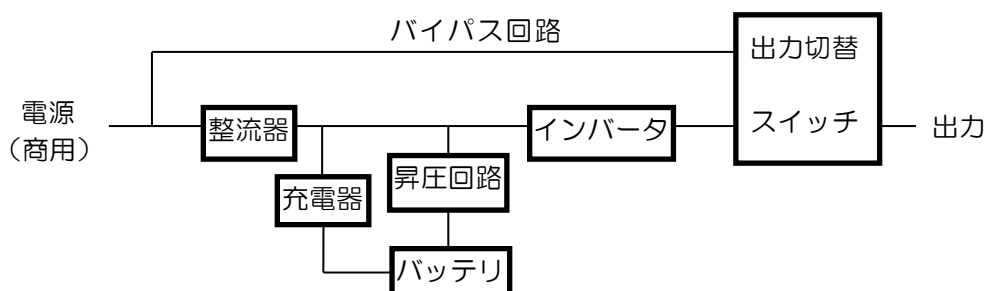 バイパス回路
出力切替
スイッチ
電源
（商用）
整流器
インバータ
出力
充電器
昇圧回路
バッテリ